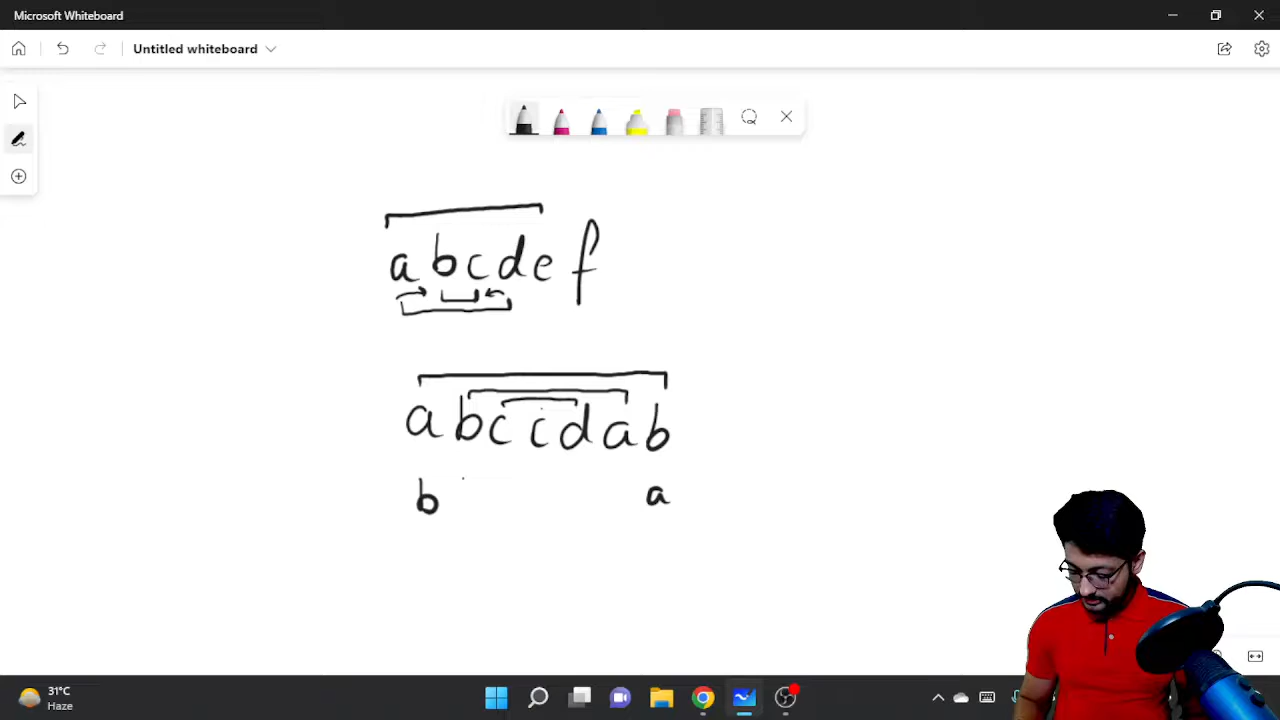 Microsoft Whiteboard
Untitled whiteboard
a b c d e f
a b c c d a b
b a
31°C
Haze